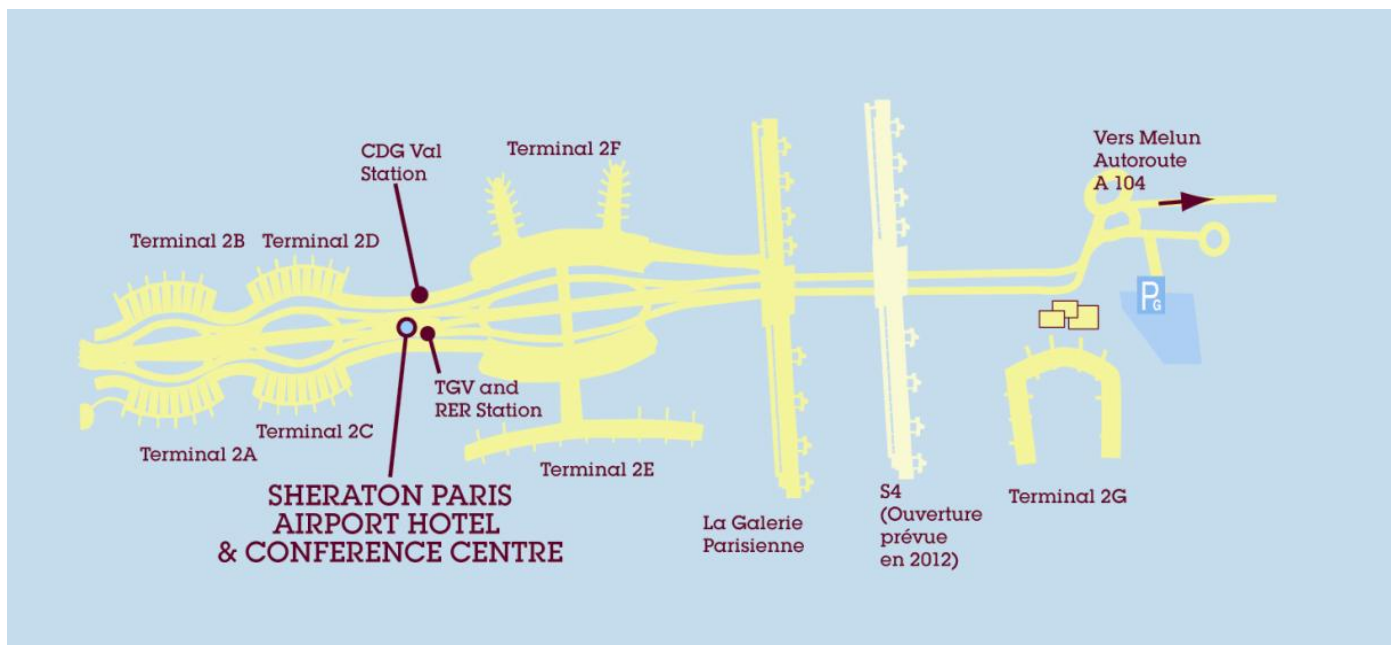 CDG Val
Station
Terminal 2F
Vers Melun
Autoroute
A 104
Terminal 2B
Terminal 2D
PG
TGV and
RER Station
Terminal 2C
Terminal 2A
Terminal 2E
SHERATON PARIS
AIRPORT HOTEL
& CONFERENCE CENTRE
La Galerie
Parisienne
S4
(Ouverture
prévue
en 2012)
Terminal 2G